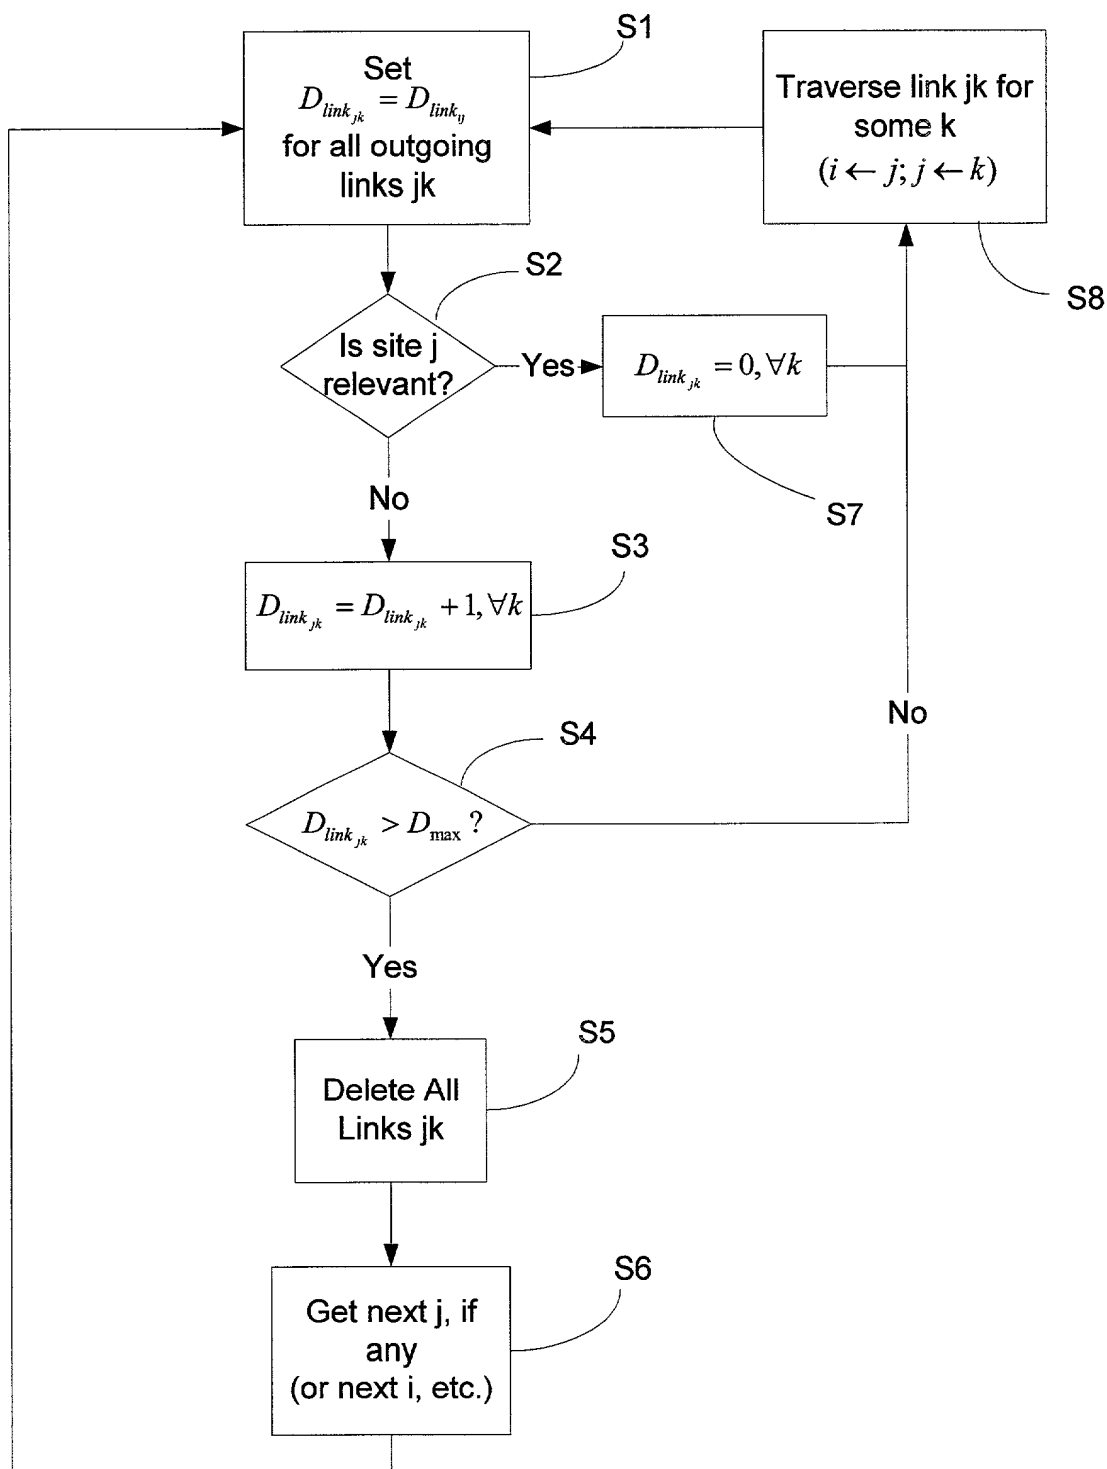 S1
Set
D_{link_{jk}} = D_{link_{ij}}
for all outgoing
links jk
Traverse link jk for
some k
(i ← j; j ← k)
S8
S2
Is site j
relevant?
Yes
D_{link_{jk}} = 0, ∀k
S7
No
S3
D_{link_{jk}} = D_{link_{jk}} + 1, ∀k
No
S4
D_{link_{jk}} > D_{max} ?
Yes
S5
Delete All
Links jk
S6
Get next j, if
any
(or next i, etc.)